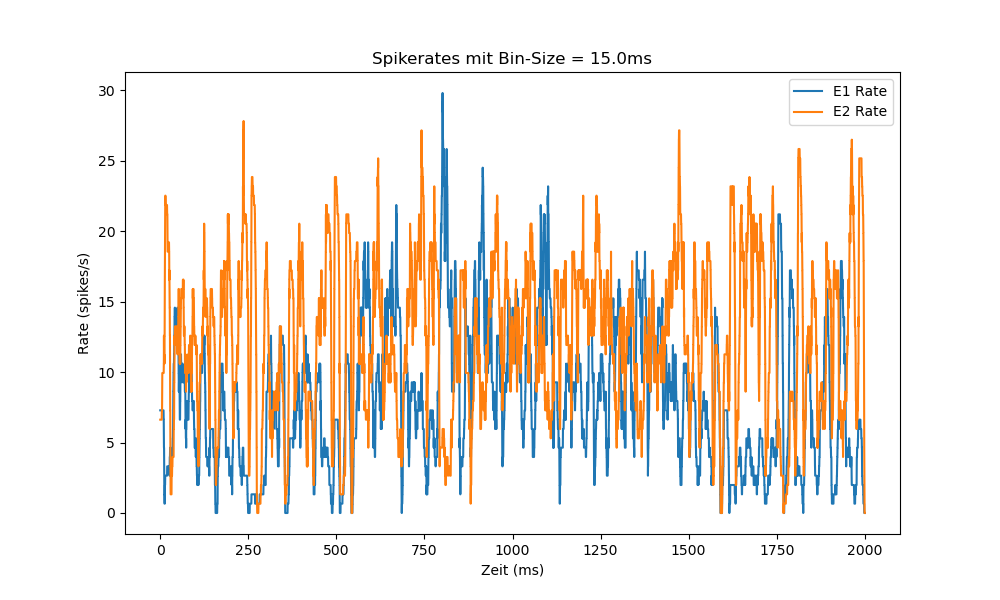 Spikerates mit Bin-Size = 15.0ms
E1 Rate
E2 Rate
Rate (spikes/s)
30
25
20
15
10
5
0
0 250 500 750 1000 1250 1500 1750 2000
Zeit (ms)